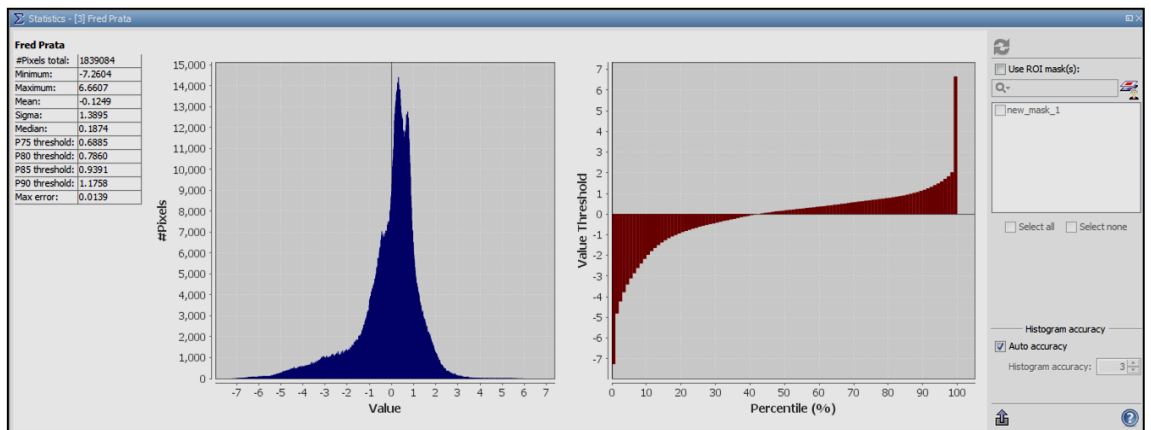 Statistics - [3] Fred Prata
Fred Prata
#Pixels total: 1839084
Minimum: -7.2604
Maximum: 6.6607
Mean: -0.1249
Sigma: 1.3895
Median: 0.1874
P75 threshold: 0.6885
P80 threshold: 0.7860
P85 threshold: 0.9391
P90 threshold: 1.1758
Max error: 0.0139
#Pixels
15,000
14,000
13,000
12,000
11,000
10,000
9,000
8,000
7,000
6,000
5,000
4,000
3,000
2,000
1,000
0
-7 -6 -5 -4 -3 -2 -1 0 1 2 3 4 5 6 7
Value
Value Threshold
7
6
5
4
3
2
1
0
-1
-2
-3
-4
-5
-6
-7
0 10 20 30 40 50 60 70 80 90 100
Percentile (%)
Use ROI mask(s):
new_mask_1
Select all Select none
Histogram accuracy
Auto accuracy
Histogram accuracy: 3